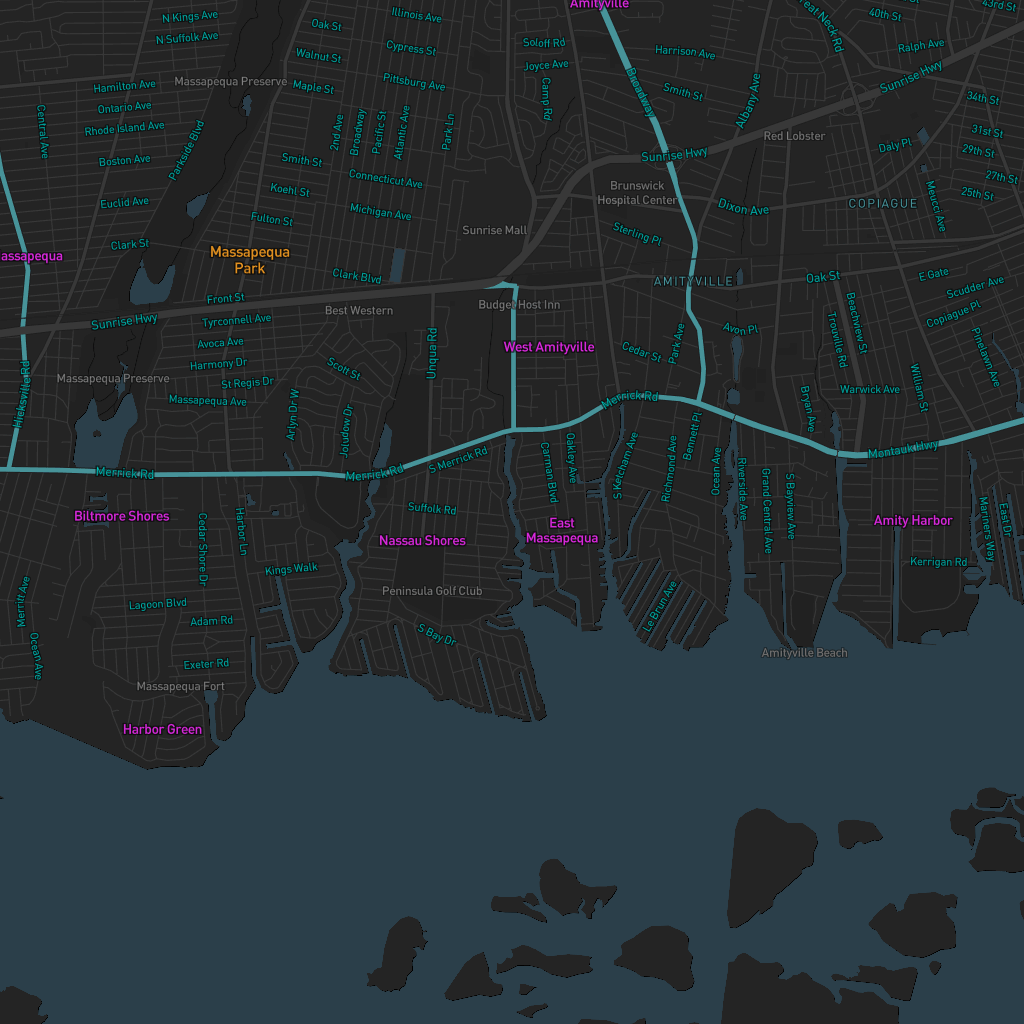 Amityville
43rd St
N Kings Ave
Illinois Ave
40th St
Great Neck Rd
Oak St
N Suffolk Ave
Cypress St
Soloff Rd
Ralph Ave
Harrison Ave
Walnut St
Joyce Ave
Massapequa Preserve
Hamilton Ave
Maple St
Pittsburg Ave
Camp Rd
Broadway
Smith St
Albany Ave
Sunrise Hwy
34th St
Ontario Ave
Central Ave
Rhode Island Ave
2nd Ave
Broadway
Pacific St
Atlantic Ave
Park Ln
Red Lobster
31st St
Parkside Blvd
Boston Ave
Smith St
Sunrise Hwy
Daly Pl
29th St
Connecticut Ave
27th St
Koehl St
Brunswick
Hospital Center
25th St
Meucci Ave
Euclid Ave
Michigan Ave
Dixon Ave
COPIAGUE
Fulton St
Sunrise Mall
Sterling Pl
Clark St
Massapequa
Park
Clark Blvd
AMITYVILLE
Oak St
E Gate
Scudder Ave
Front St
Best Western
Budget Host Inn
Copiague Pl
Sunrise Hwy
Tyrconnell Ave
Beachview St
Trouville Rd
Avon Pl
Avoca Ave
Unqua Rd
West Amityville
Cedar St
Park Ave
Pinelawn Ave
Harmony Dr
Scott St
Massapequa Preserve
St Regis Dr
Hicksville Rd
Massapequa Ave
Arlyn Dr W
Joludow Dr
Merrick Rd
Warwick Ave
William St
Bryan Ave
Bennett Pl
Montauk Hwy
Merrick Rd
Merrick Rd
S Merrick Rd
Oakley Ave
Carman Blvd
S Ketcham Ave
Richmond Ave
Ocean Ave
Riverside Ave
Grand Central Ave
S Bayview Ave
Biltmore Shores
Cedar Shore Dr
Harbor Ln
Suffolk Rd
East
Massapequa
Amity Harbor
Mariners Way
East Dr
Nassau Shores
Kings Walk
Kerrigan Rd
Peninsula Golf Club
Merritt Ave
Lagoon Blvd
Le Brun Ave
Adam Rd
Ocean Ave
S Bay Dr
Exeter Rd
Amityville Beach
Massapequa Fort
Harbor Green